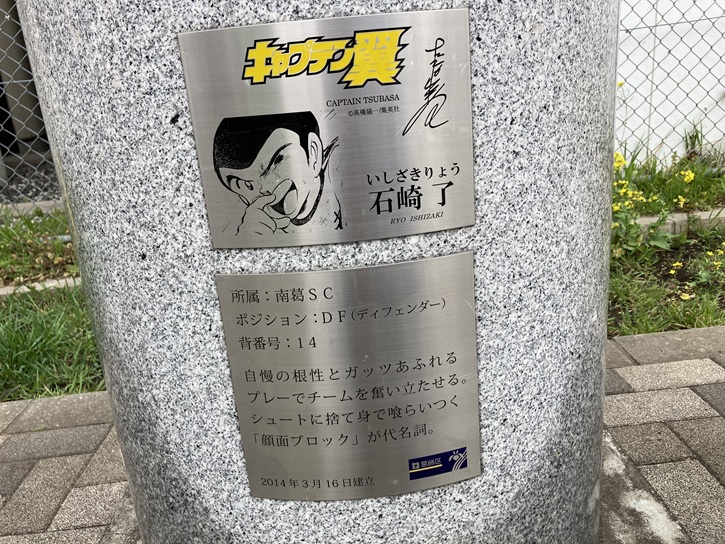 キャプテン翼
CAPTAIN TSUBASA
©高橋陽一/集英社
いしざきりょう
石崎 了
RYO ISHIZAKI
所属：南葛ＳＣ
ポジション：ＤＦ（ディフェンダー）
背番号：14
自慢の根性とガッツあふれる
プレーでチームを奮い立たせる。
シュートに捨て身で喰らいつく
「顔面ブロック」が代名詞。
葛飾区
2014年3月16日建立